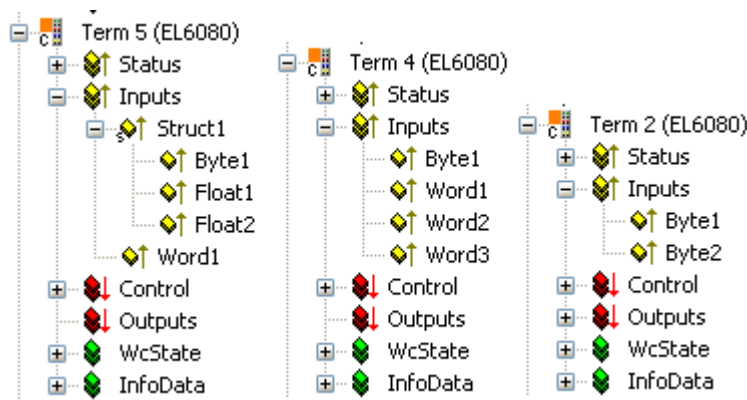 Term 5 (EL6080)
Status
Inputs
Struct1
Byte1
Float1
Float2
Word1
Control
Outputs
WcState
InfoData
Term 4 (EL6080)
Status
Inputs
Byte1
Word1
Word2
Word3
Control
Outputs
WcState
InfoData
Term 2 (EL6080)
Status
Inputs
Byte1
Byte2
Control
Outputs
WcState
InfoData